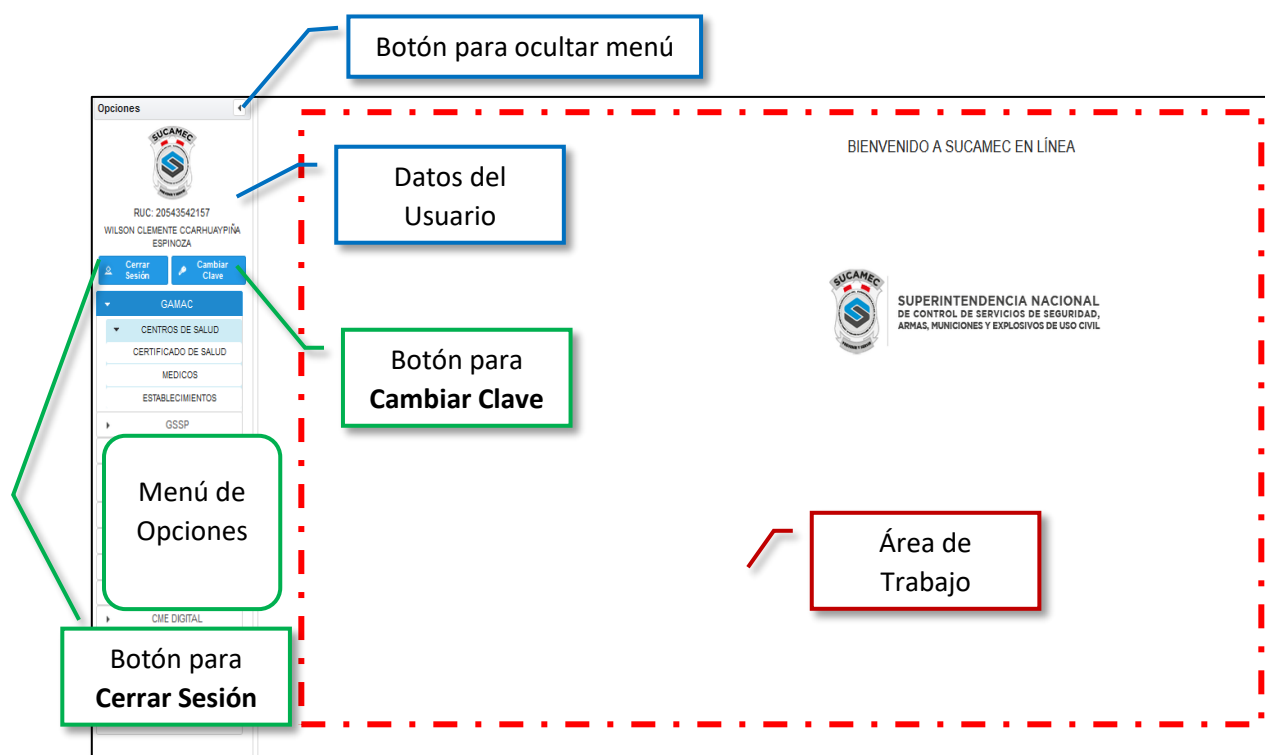 Botón para ocultar menú
Opciones
SUCAMEC
RUC: 20543542157
WILSON CLEMENTE CCARHUAYPIÑA
ESPINOZA
Cerrar
Sesión
Cambiar
Clave
GAMAC
CENTROS DE SALUD
CERTIFICADO DE SALUD
MEDICOS
ESTABLECIMIENTOS
GSSP
Menú de
Opciones
CME DIGITAL
Botón para
Cerrar Sesión
Datos del
Usuario
Botón para
Cambiar Clave
BIENVENIDO A SUCAMEC EN LÍNEA
SUCAMEC
SUPERINTENDENCIA NACIONAL
DE CONTROL DE SERVICIOS DE SEGURIDAD,
ARMAS, MUNICIONES Y EXPLOSIVOS DE USO CIVIL
Área de
Trabajo